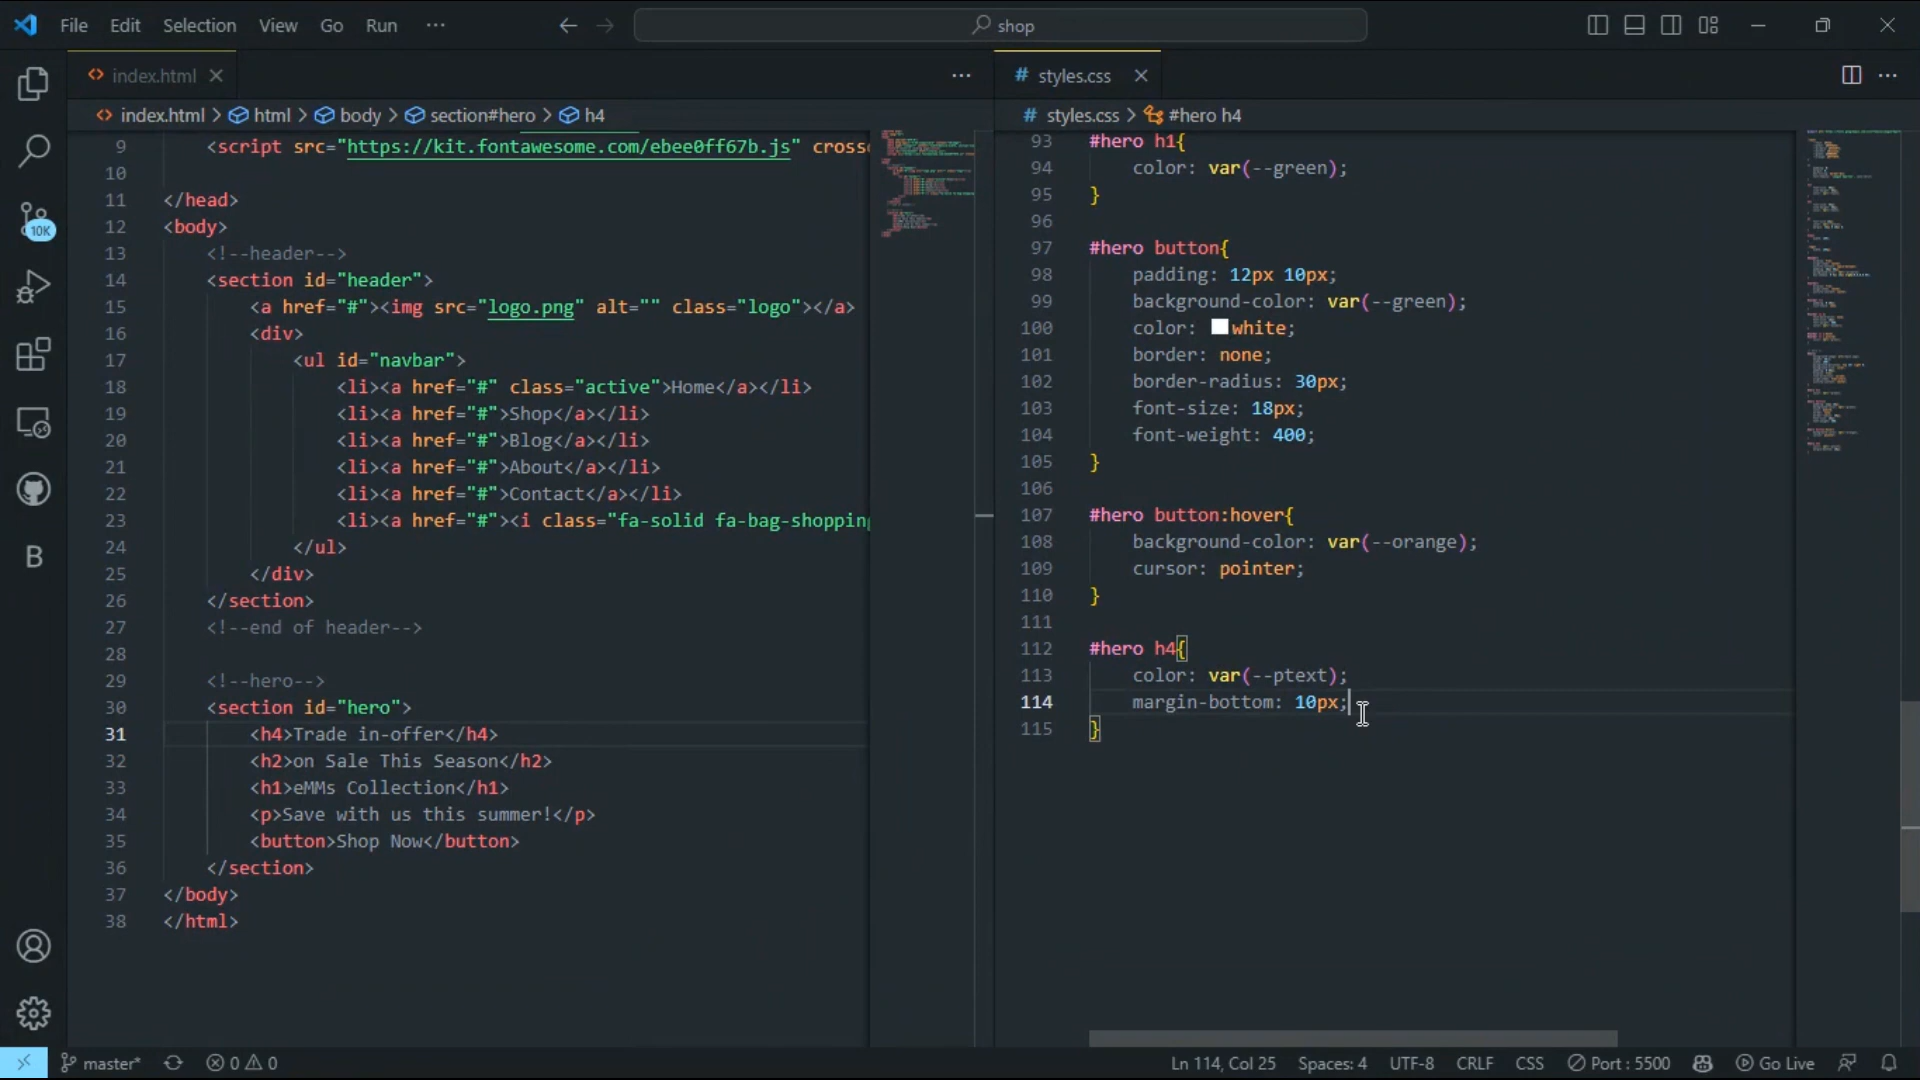 File Edit Selection View Go Run ··· shop
index.html
styles.css
index.html > html > body > section#hero > h4
styles.css > #hero h4
9 <script src="https://kit.fontawesome.com/ebee0ff67b.js" cross
10
11 </head>
12 <body>
13 <!--header-->
14 <section id="header">
15 <a href="#"><img src="logo.png" alt="" class="logo"></a>
16 <div>
17 <ul id="navbar">
18 <li><a href="#" class="active">Home</a></li>
19 <li><a href="#">Shop</a></li>
20 <li><a href="#">Blog</a></li>
21 <li><a href="#">About</a></li>
22 <li><a href="#">Contact</a></li>
23 <li><a href="#"><i class="fa-solid fa-bag-shopping
24 </ul>
25 </div>
26 </section>
27 <!--end of header-->
28
29 <!--hero-->
30 <section id="hero">
31 <h4>Trade in-offer</h4>
32 <h2>on Sale This Season</h2>
33 <h1>eMMs Collection</h1>
34 <p>Save with us this summer!</p>
35 <button>Shop Now</button>
36 </section>
37 </body>
38 </html>
93 #hero h1{
94 color: var(--green);
95 }
96
97 #hero button{
98 padding: 12px 10px;
99 background-color: var(--green);
100 color: white;
101 border: none;
102 border-radius: 30px;
103 font-size: 18px;
104 font-weight: 400;
105 }
106
107 #hero button:hover{
108 background-color: var(--orange);
109 cursor: pointer;
110 }
111
112 #hero h4{
113 color: var(--ptext);
114 margin-bottom: 10px;
115 }
10K
B
master* 0 0 Ln 114, Col 25 Spaces: 4 UTF-8 CRLF CSS Port : 5500 Go Live